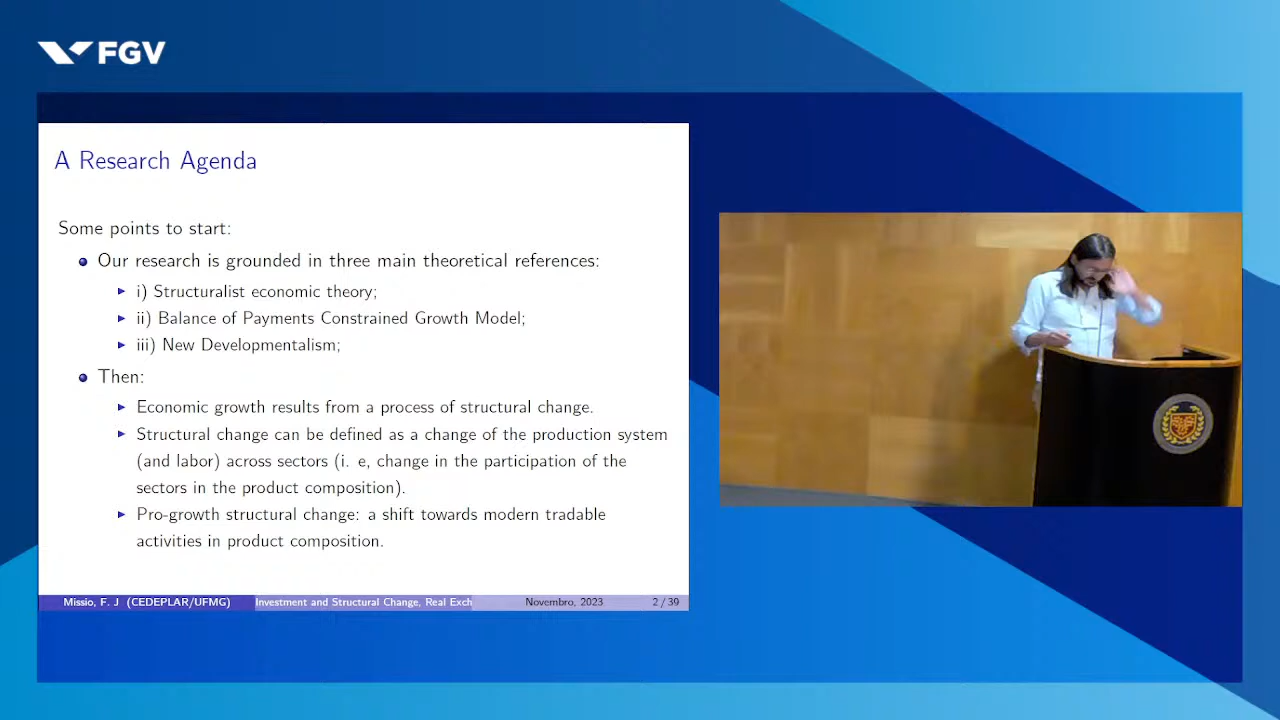 FGV
A Research Agenda
Some points to start:
Our research is grounded in three main theoretical references:
i) Structuralist economic theory;
ii) Balance of Payments Constrained Growth Model;
iii) New Developmentalism;
Then:
Economic growth results from a process of structural change.
Structural change can be defined as a change of the production system
(and labor) across sectors (i. e, change in the participation of the
sectors in the product composition).
Pro-growth structural change: a shift towards modern tradable
activities in product composition.
Missio, F. J (CEDEPLAR/UFMG) Investment and Structural Change, Real Exch Novembro, 2023 2 / 39